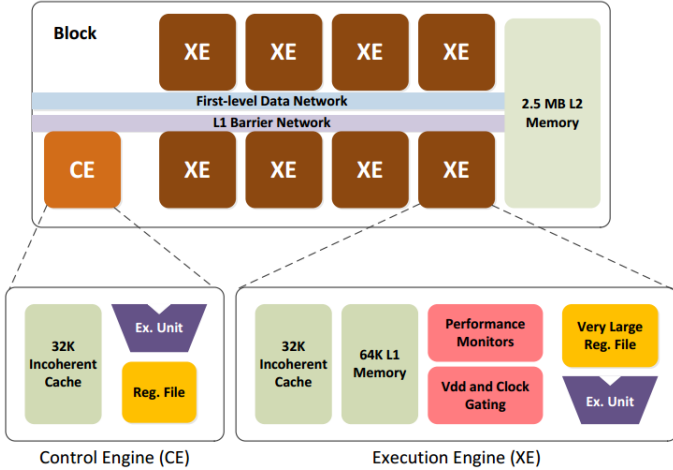 Block
XE
XE
XE
XE
First-level Data Network
L1 Barrier Network
2.5 MB L2
Memory
CE
XE
XE
XE
XE
32K
Incoherent
Cache
Ex. Unit
Reg. File
32K
Incoherent
Cache
64K L1
Memory
Performance
Monitors
Vdd and Clock
Gating
Very Large
Reg. File
Ex. Unit
Control Engine (CE)
Execution Engine (XE)